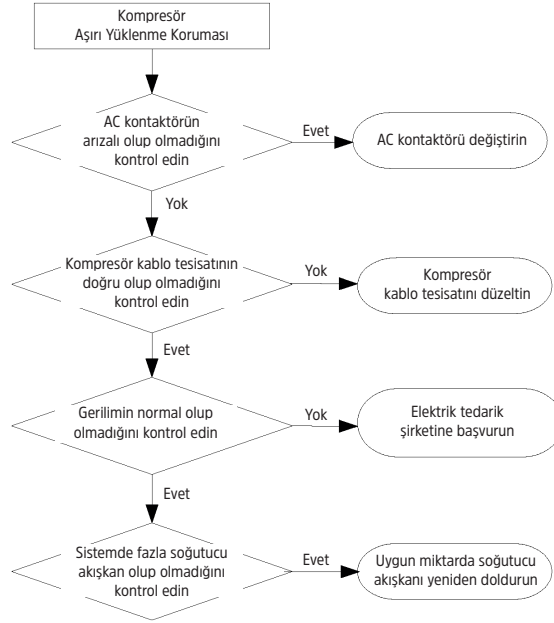 Kompresör
Aşırı Yüklenme Koruması
AC kontaktörün
arızalı olup olmadığını
kontrol edin
Evet
AC kontaktörü değiştirin
Yok
Kompresör kablo tesisatının
doğru olup olmadığını
kontrol edin
Yok
Kompresör
kablo tesisatını düzeltin
Evet
Gerilimin normal olup
olmadığını kontrol edin
Yok
Elektrik tedarik
şirketine başvurun
Evet
Sistemde fazla soğutucu
akışkan olup olmadığını
kontrol edin
Evet
Uygun miktarda soğutucu
akışkanı yeniden doldurun